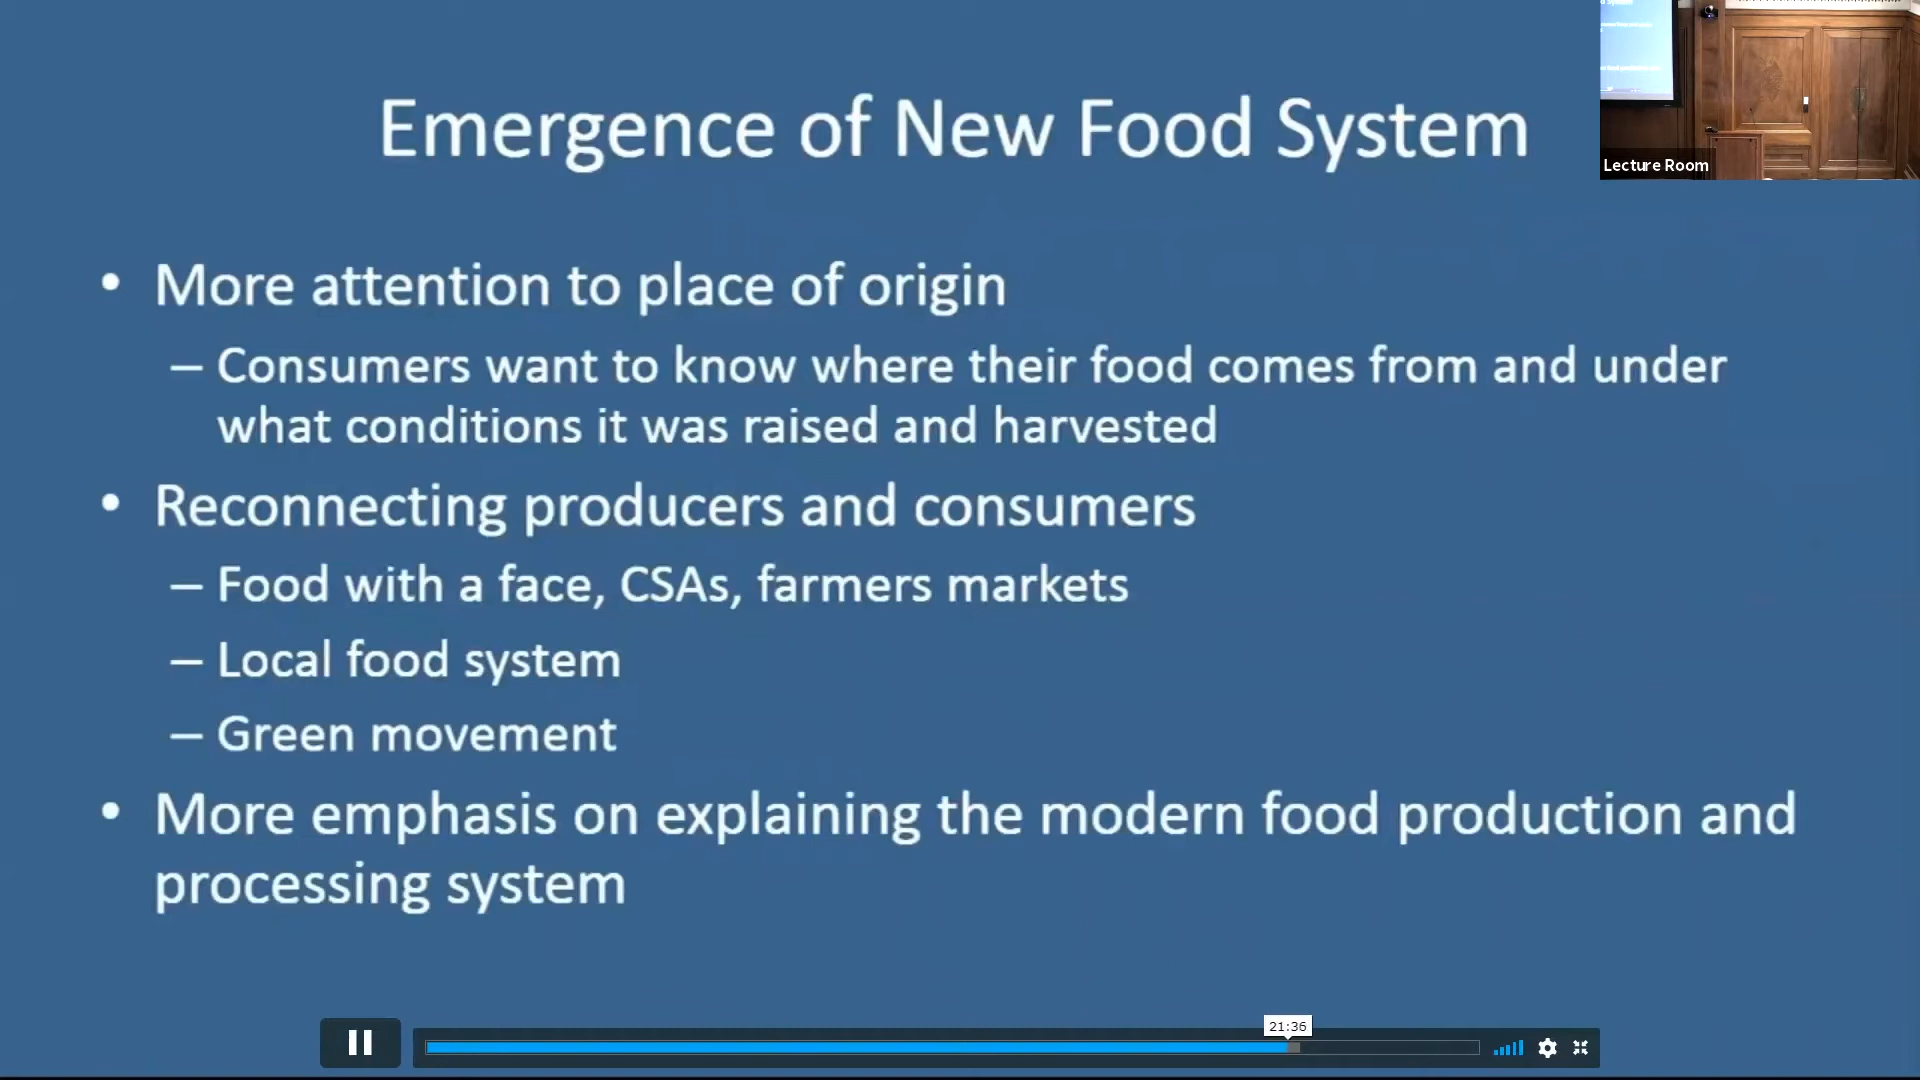 Emergence of New Food System
Lecture Room
• More attention to place of origin
– Consumers want to know where their food comes from and under
what conditions it was raised and harvested
• Reconnecting producers and consumers
– Food with a face, CSAs, farmers markets
– Local food system
– Green movement
• More emphasis on explaining the modern food production and
processing system
21:36